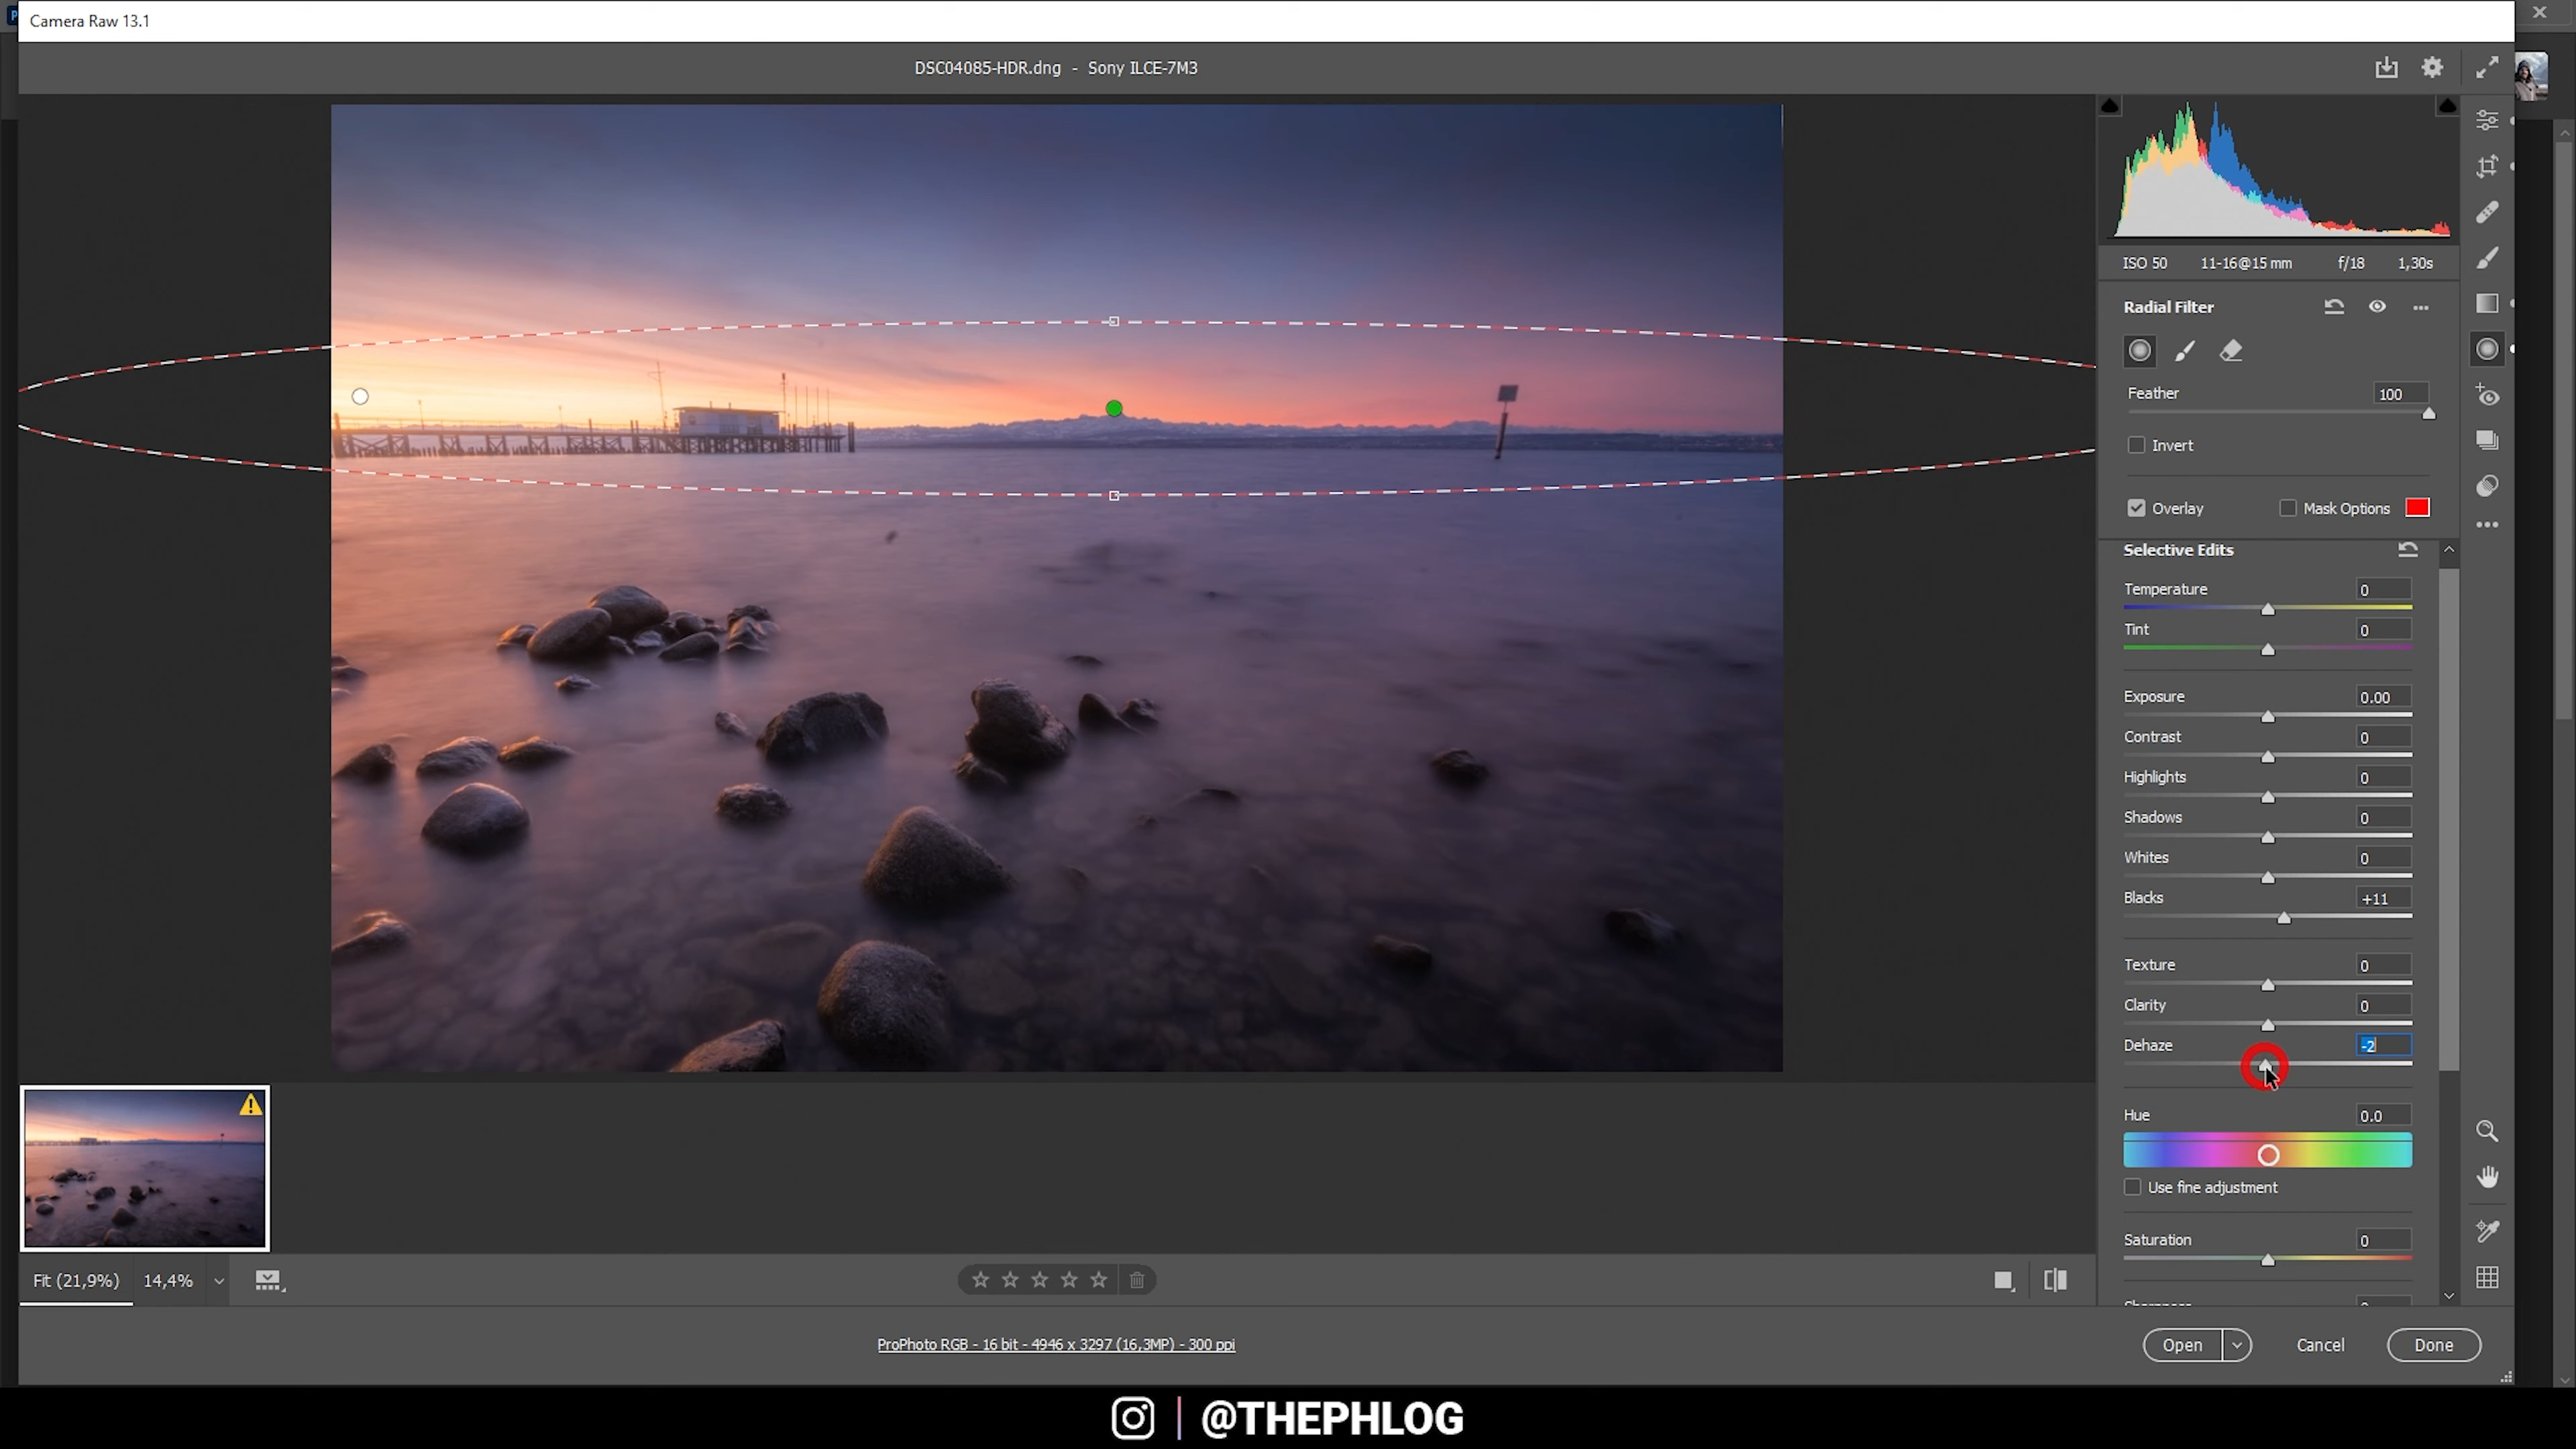 Camera Raw 13.1
DSC04085-HDR.dng - Sony ILCE-7M3
ISO 50 11-16@15 mm f/18 1,30s
Radial Filter
Feather 100
Invert
Overlay Mask Options
Selective Edits
Temperature 0
Tint 0
Exposure 0.00
Contrast 0
Highlights 0
Shadows 0
Whites 0
Blacks +11
Texture 0
Clarity 0
Dehaze -2
Hue 0.0
Use fine adjustment
Saturation 0
Fit (21,9%) 14,4%
ProPhoto RGB - 16 bit - 4946 x 3297 (16,3MP) - 300 ppi
Open Cancel Done
@THEPHLOG